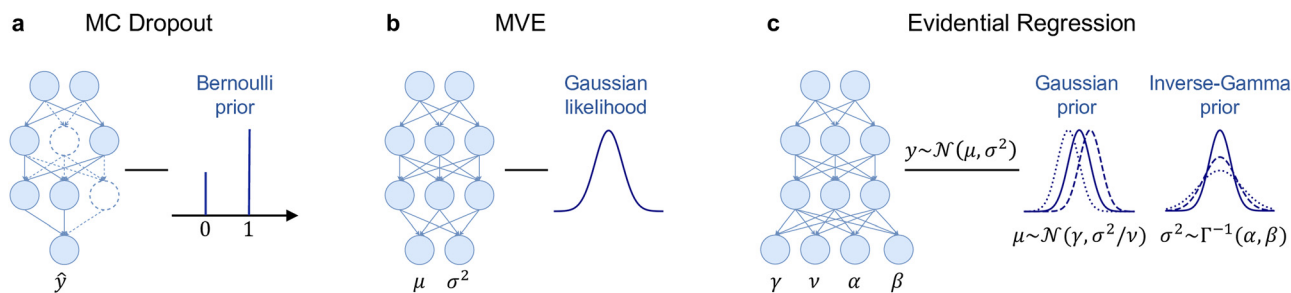 a MC Dropout
Bernoulli
prior
0 1
ŷ
b MVE
Gaussian
likelihood
μ σ²
c Evidential Regression
y~𝒩(μ, σ²)
Gaussian
prior
Inverse-Gamma
prior
μ~𝒩(γ, σ²/ν)
σ²~Γ⁻¹(α, β)
γ ν α β